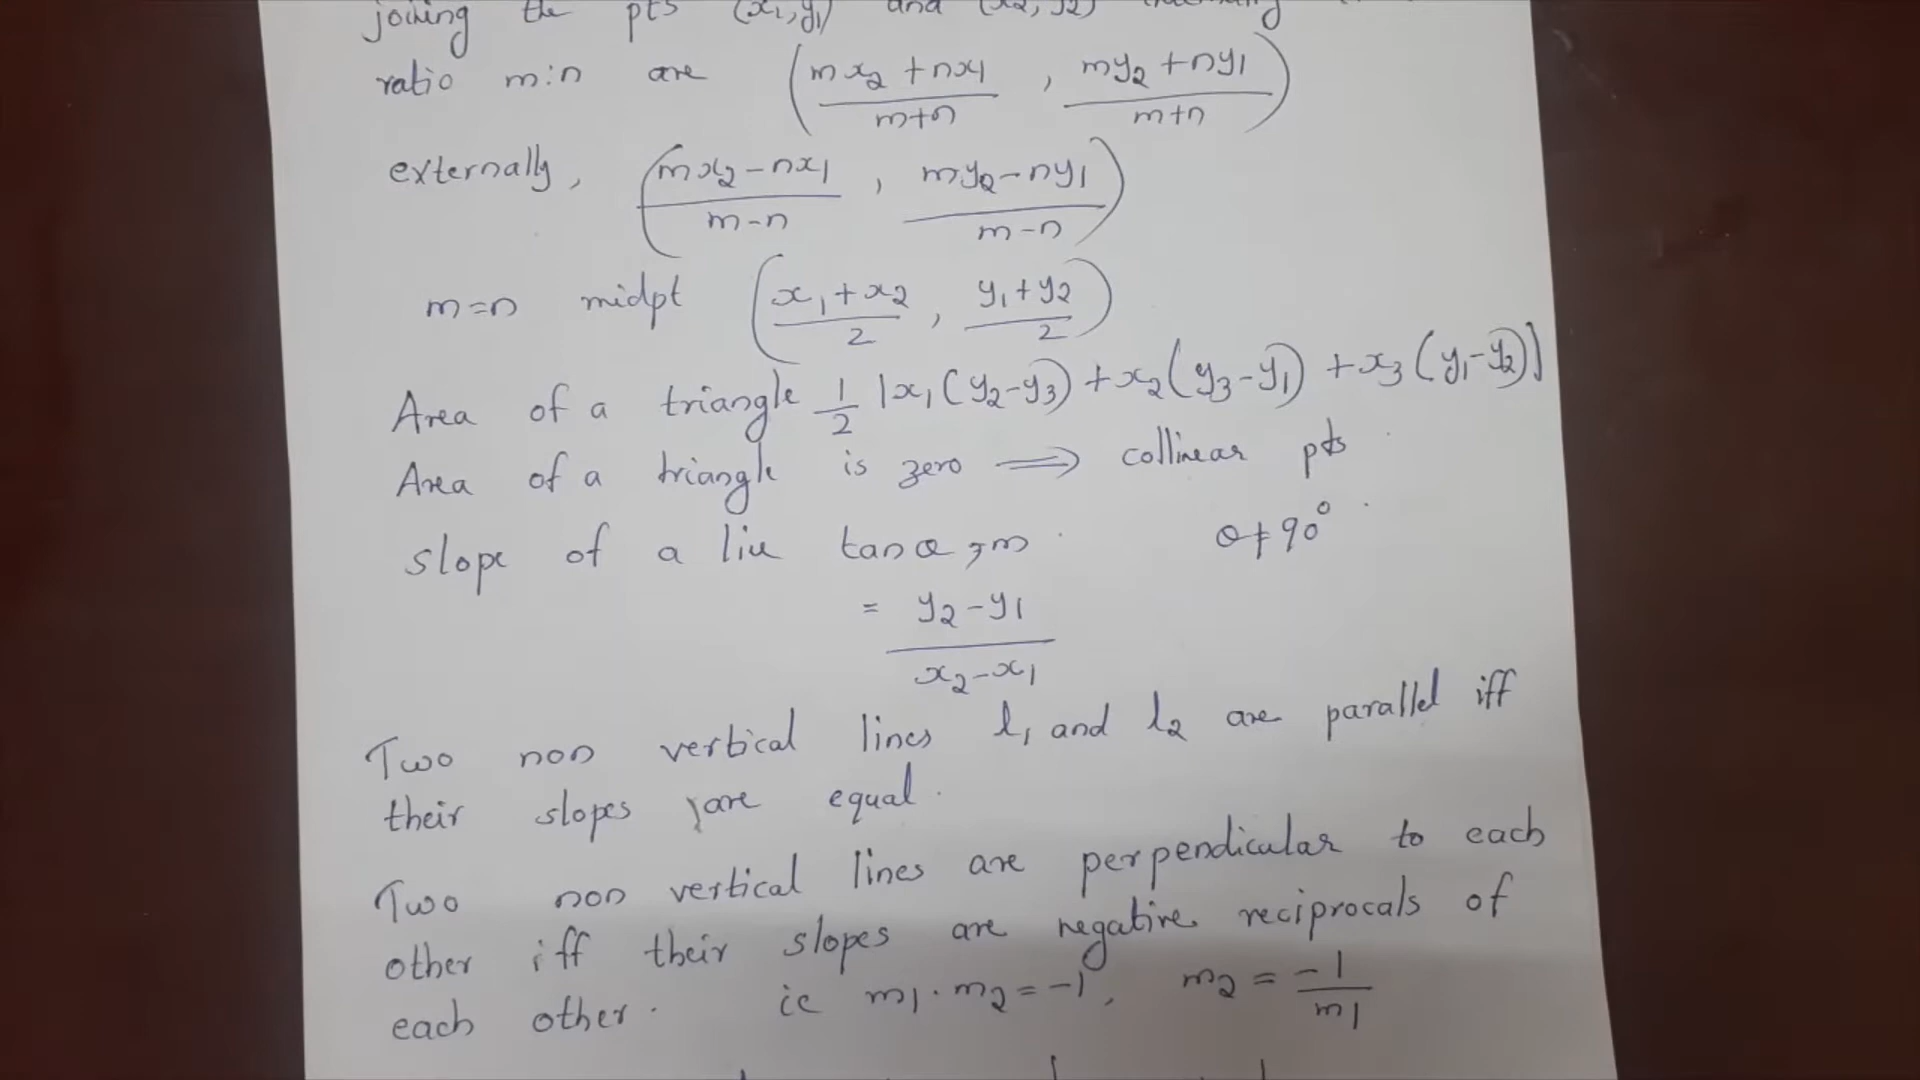 joining the pts (x₁, y₁) and (x₂, y₂)
ratio m:n are ( (mx₂ + nx₁)/(m+n) , (my₂ + ny₁)/(m+n) )
externally, ( (mx₂ - nx₁)/(m-n) , (my₂ - ny₁)/(m-n) )
m=n midpt ( (x₁ + x₂)/2 , (y₁ + y₂)/2 )
Area of a triangle 1/2 |x₁(y₂-y₃) + x₂(y₃-y₁) + x₃(y₁-y₂)|
Area of a triangle is zero ⟹ collinear pts
slope of a line tan θ = m. θ ≠ 90°.
= (y₂ - y₁)/(x₂ - x₁)
Two non vertical lines l₁ and l₂ are parallel iff
their slopes are equal.
Two non vertical lines are perpendicular to each
other iff their slopes are negative reciprocals of
each other. ie m₁ · m₂ = -1, m₂ = -1/m₁